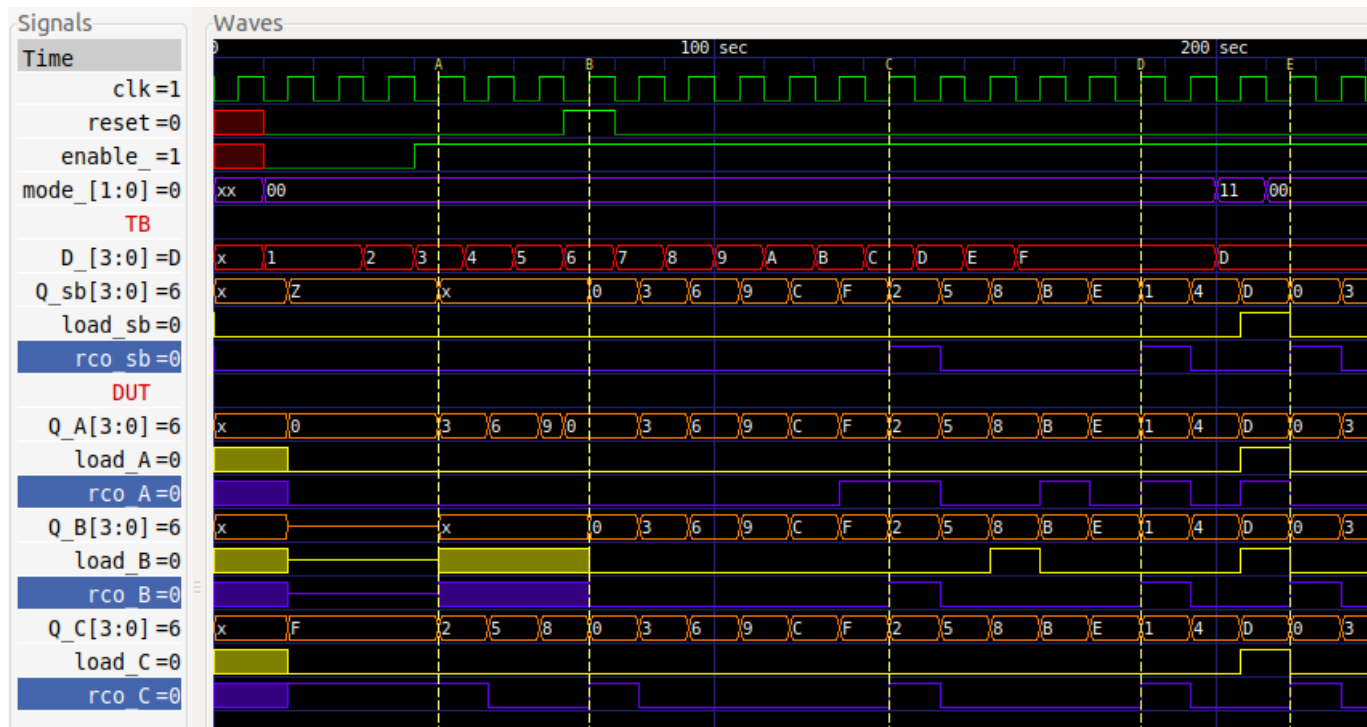 Signals Waves
Time 0 100 sec 200 sec
A B C D E
clk=1
reset=0
enable_=1
mode_[1:0]=0 xx 00 11 00
TB
D_[3:0]=D x 1 2 3 4 5 6 7 8 9 A B C D E F D
Q_sb[3:0]=6 x Z x 0 3 6 9 C F 2 5 8 B E 1 4 D 0 3
load_sb=0
rco_sb=0
DUT
Q_A[3:0]=6 x 0 3 6 9 0 3 6 9 C F 2 5 8 B E 1 4 D 0 3
load_A=0
rco_A=0
Q_B[3:0]=6 x x 0 3 6 9 C F 2 5 8 B E 1 4 D 0 3
load_B=0
rco_B=0
Q_C[3:0]=6 x F 2 5 8 0 3 6 9 C F 2 5 8 B E 1 4 D 0 3
load_C=0
rco_C=0